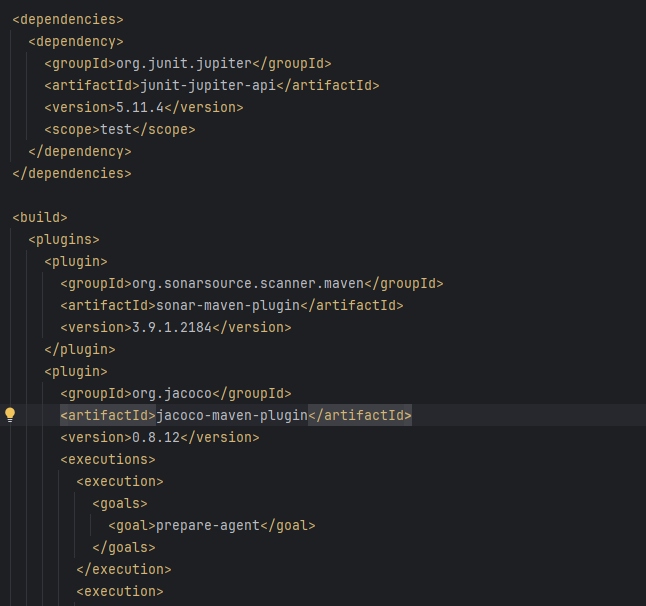 <dependencies>
<dependency>
<groupId>org.junit.jupiter</groupId>
<artifactId>junit-jupiter-api</artifactId>
<version>5.11.4</version>
<scope>test</scope>
</dependency>
</dependencies>
<build>
<plugins>
<plugin>
<groupId>org.sonarsource.scanner.maven</groupId>
<artifactId>sonar-maven-plugin</artifactId>
<version>3.9.1.2184</version>
</plugin>
<plugin>
<groupId>org.jacoco</groupId>
<artifactId>jacoco-maven-plugin</artifactId>
<version>0.8.12</version>
<executions>
<execution>
<goals>
<goal>prepare-agent</goal>
</goals>
</execution>
<execution>